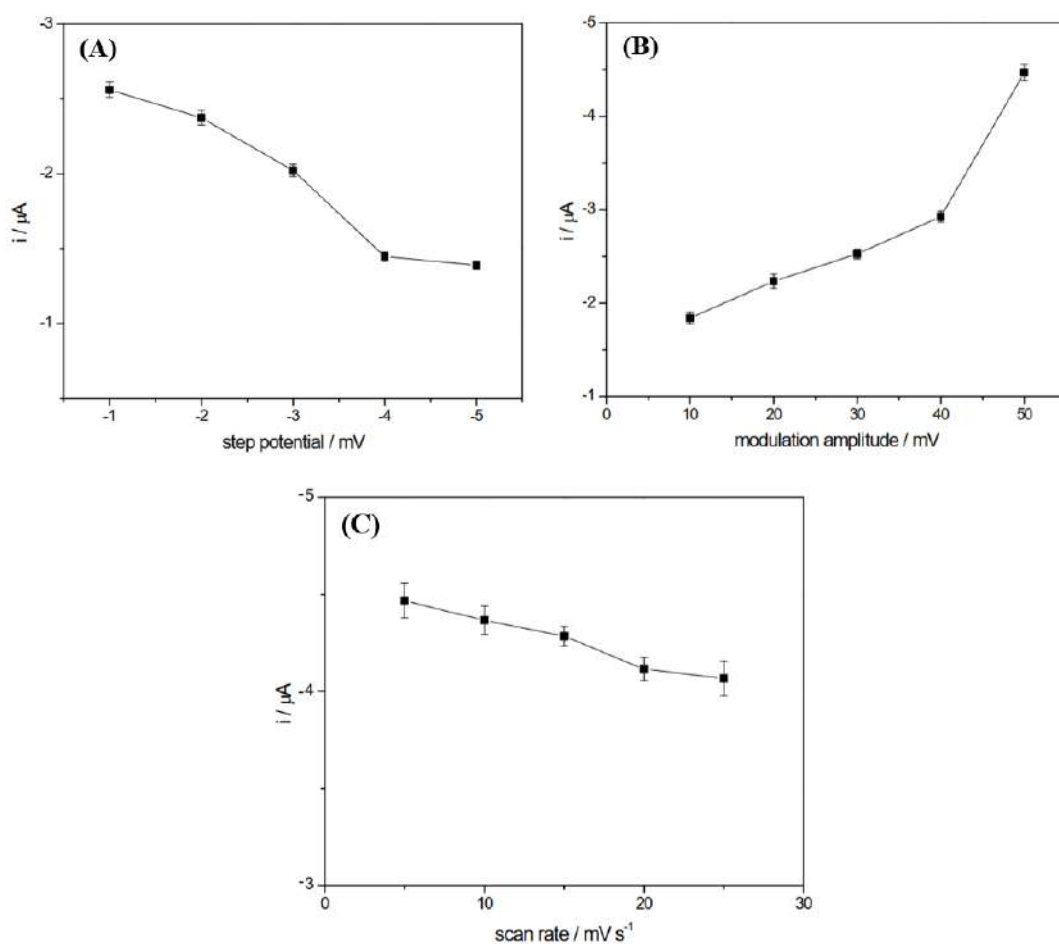 (A)
-3
-2
-1
i / µA
-1 -2 -3 -4 -5
step potential / mV
(B)
-5
-4
-3
-2
-1
i / µA
0 10 20 30 40 50
modulation amplitude / mV
(C)
-5
-4
-3
i / µA
0 10 20 30
scan rate / mV s⁻¹